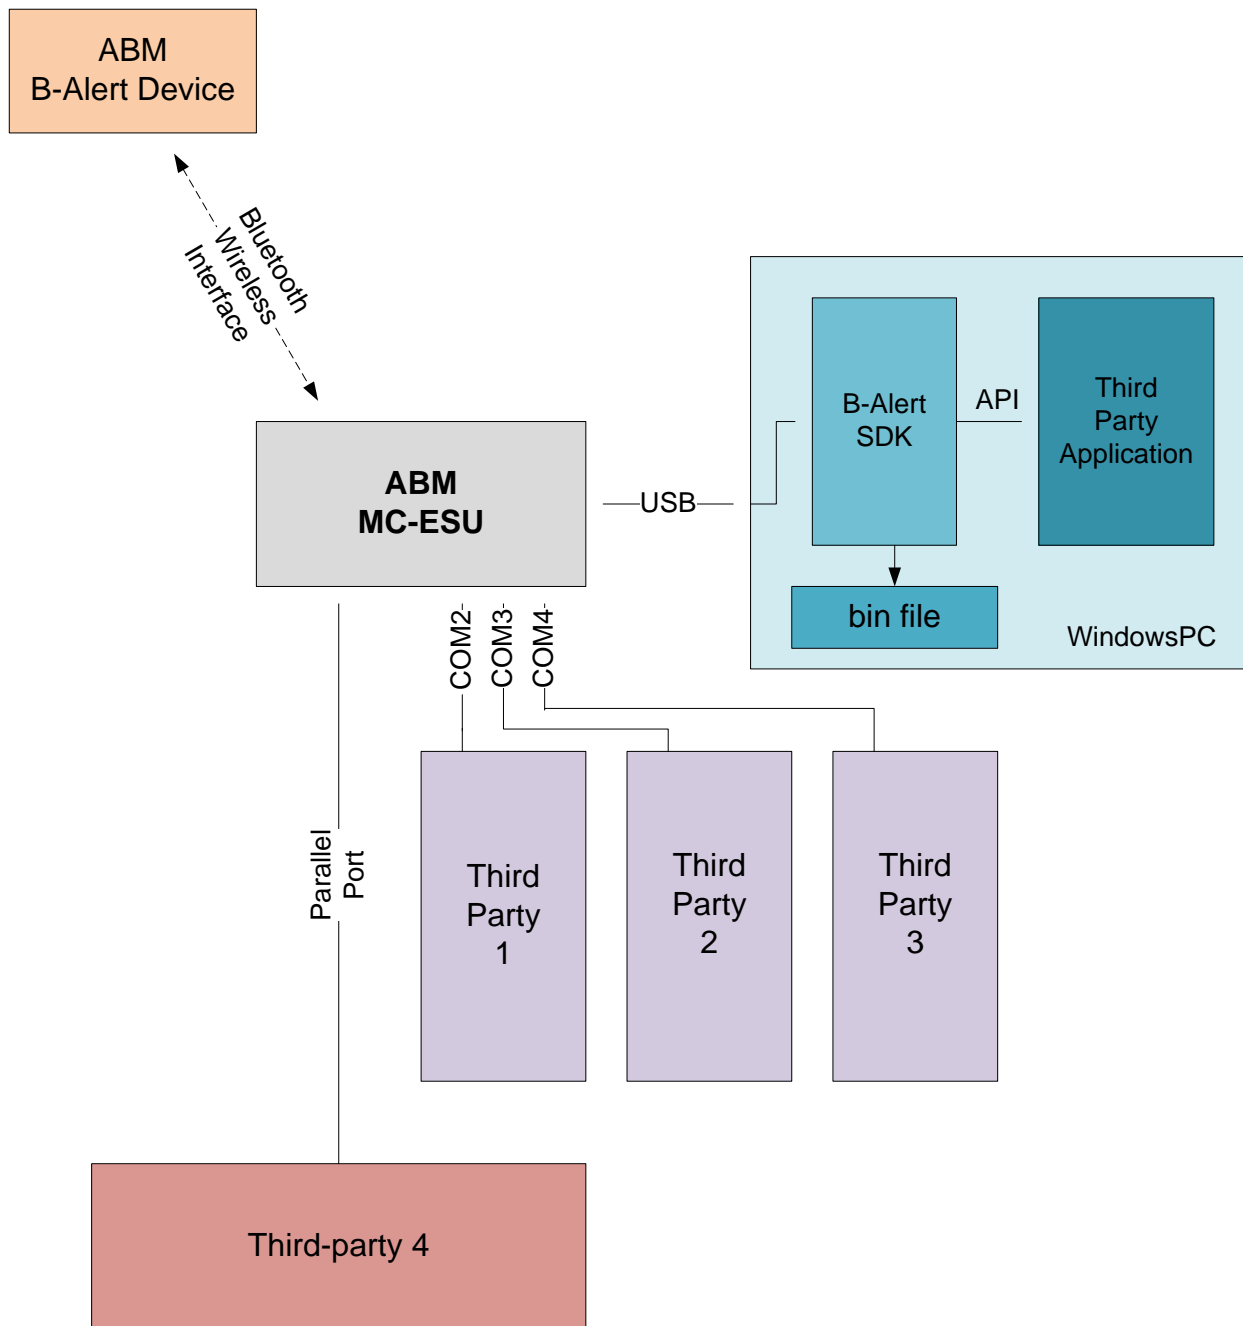 ABM
B-Alert Device
Bluetooth
Wireless
Interface
B-Alert
SDK
API
Third
Party
Application
ABM
MC-ESU
USB
bin file
WindowsPC
COM2
COM3
COM4
Parallel
Port
Third
Party
1
Third
Party
2
Third
Party
3
Third-party 4